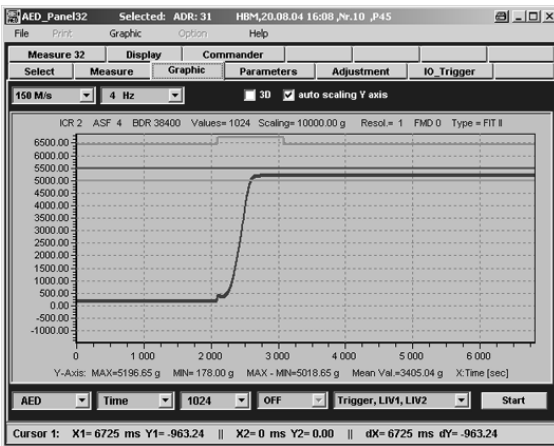 AED_Panel32 Selected: ADR: 31 HBM,20.08.04 16:08 ,Nr.10 ,P45
File Print Graphic Option Help
Measure 32 Display Commander
Select Measure Graphic Parameters Adjustment IO_Trigger
150 M/s 4 Hz 3D auto scaling Y axis
ICR 2 ASF 4 BDR 38400 Values= 1024 Scaling= 10000.00 g Resol.= 1 FMD 0 Type = FIT II
6500.00
6000.00
5500.00
5000.00
4500.00
4000.00
3500.00
3000.00
2500.00
2000.00
1500.00
1000.00
500.00
0.00
-500.00
-1000.00
0 1 000 2 000 3 000 4 000 5 000 6 000
Y-Axis: MAX=5196.65 g MIN= 178.00 g MAX - MIN=5018.65 g Mean Val.=3405.04 g X:Time [sec]
AED Time 1024 OFF Trigger, LIV1, LIV2 Start
Cursor 1: X1= 6725 ms Y1= -963.24 || X2= 0 ms Y2= 0.00 || dX= 6725 ms dY= -963.24